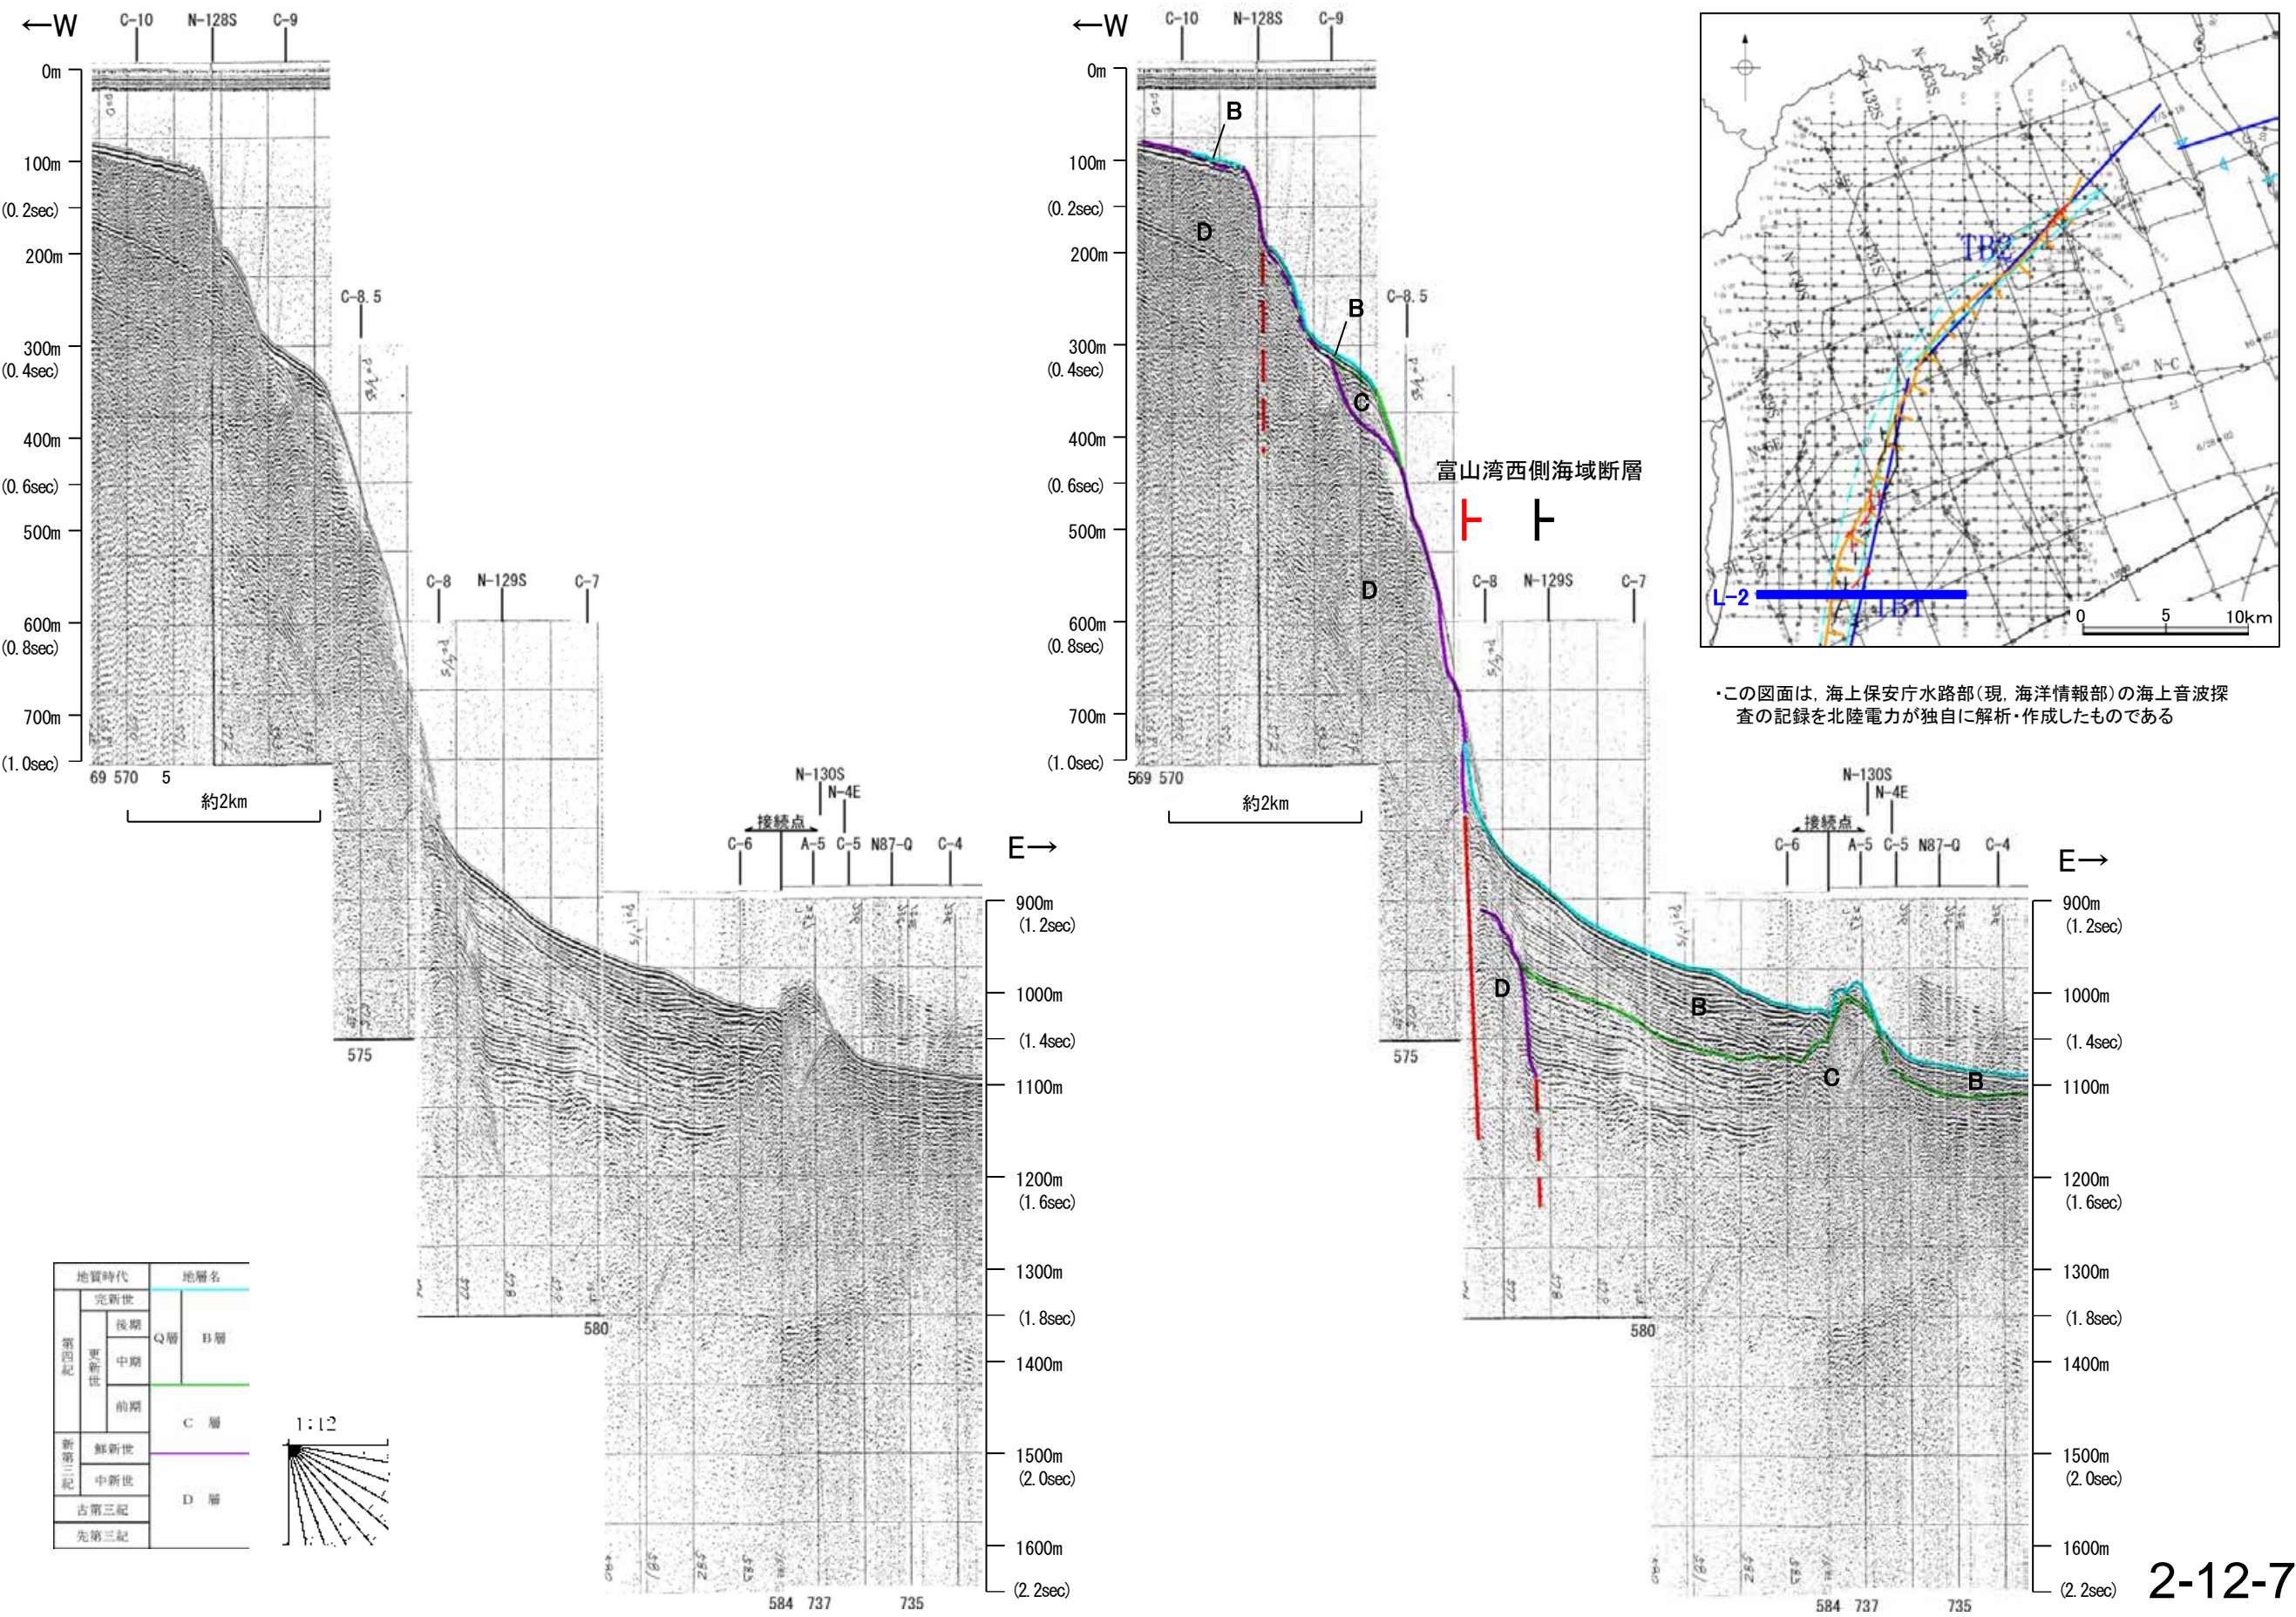 ←W
C-10 N-128S C-9
0m
100m
(0.2sec)
200m
300m
(0.4sec)
400m
(0.6sec)
500m
600m
(0.8sec)
700m
(1.0sec)
C-8.5
C-8 N-129S C-7
69 570 5
約2km
575
580
N-130S
N-4E
接続点
C-6 A-5 C-5 N87-Q C-4
E→
900m
(1.2sec)
1000m
(1.4sec)
1100m
1200m
(1.6sec)
1300m
(1.8sec)
1400m
1500m
(2.0sec)
1600m
(2.2sec)
584 737 735
地質時代 地層名
第四紀 完新世
更新世 後期
中期
前期
Q層 B層
C層
新第三紀 鮮新世
中新世
D層
古第三紀
先第三紀
1:12
←W
C-10 N-128S C-9
0m
100m
(0.2sec)
200m
300m
(0.4sec)
400m
(0.6sec)
500m
600m
(0.8sec)
700m
(1.0sec)
B
D
B
C
D
C-8.5
富山湾西側海域断層
C-8 N-129S C-7
569 570
約2km
575
580
D
B
C
B
N-130S
N-4E
接続点
C-6 A-5 C-5 N87-Q C-4
E→
900m
(1.2sec)
1000m
(1.4sec)
1100m
1200m
(1.6sec)
1300m
(1.8sec)
1400m
1500m
(2.0sec)
1600m
(2.2sec)
584 737 735
N-134S
N-133S
N-132S
N-131S
N-130S
TB2
N-C
L-2
TB1
0 5 10km
・この図面は，海上保安庁水路部（現，海洋情報部）の海上音波探
査の記録を北陸電力が独自に解析・作成したものである
2-12-7